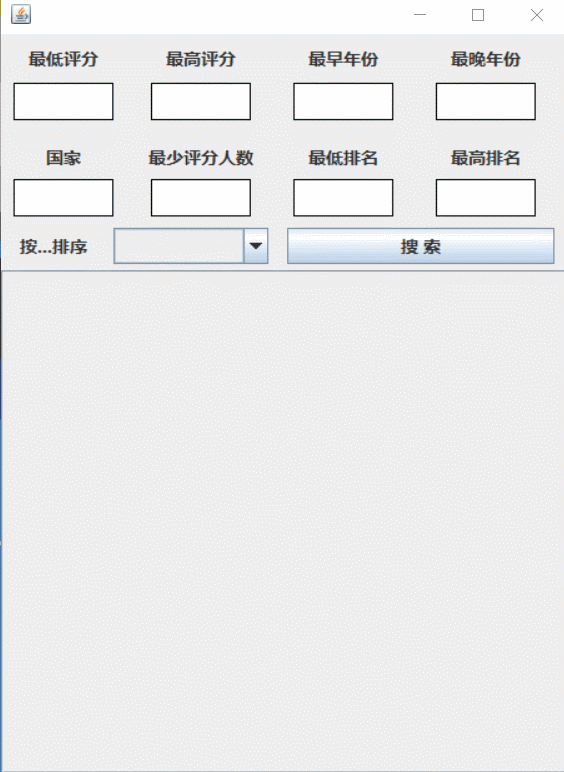 最低评分 最高评分 最早年份 最晚年份
国家 最少评分人数 最低排名 最高排名
按...排序 搜 索